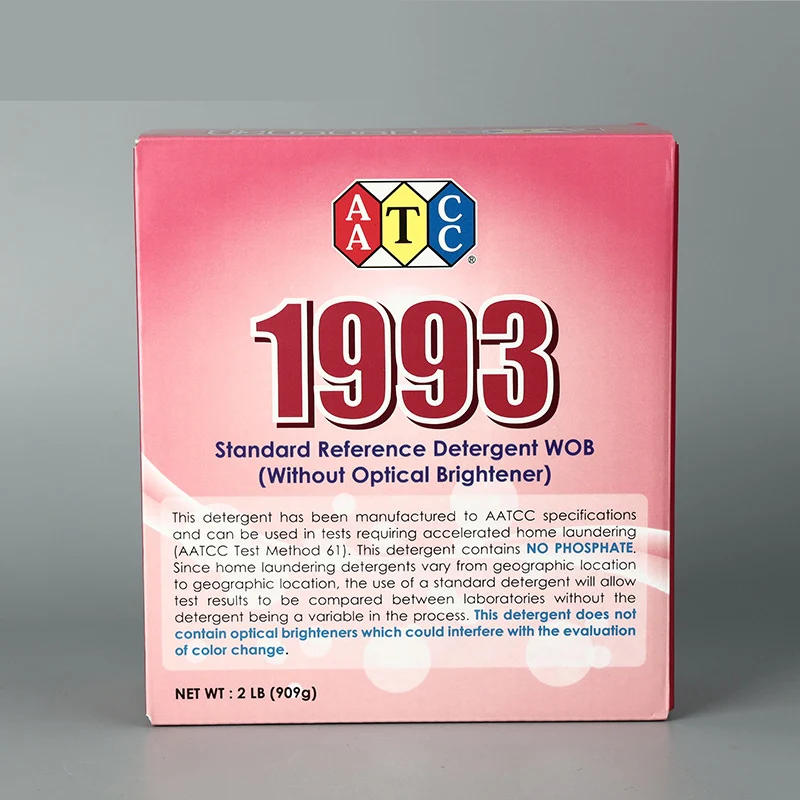 AATCC®
1993
Standard Reference Detergent WOB
(Without Optical Brightener)
This detergent has been manufactured to AATCC specifications
and can be used in tests requiring accelerated home laundering
(AATCC Test Method 61). This detergent contains NO PHOSPHATE.
Since home laundering detergents vary from geographic location
to geographic location, the use of a standard detergent will allow
test results to be compared between laboratories without the
detergent being a variable in the process. This detergent does not
contain optical brighteners which could interfere with the evaluation
of color change.
NET WT : 2 LB (909g)